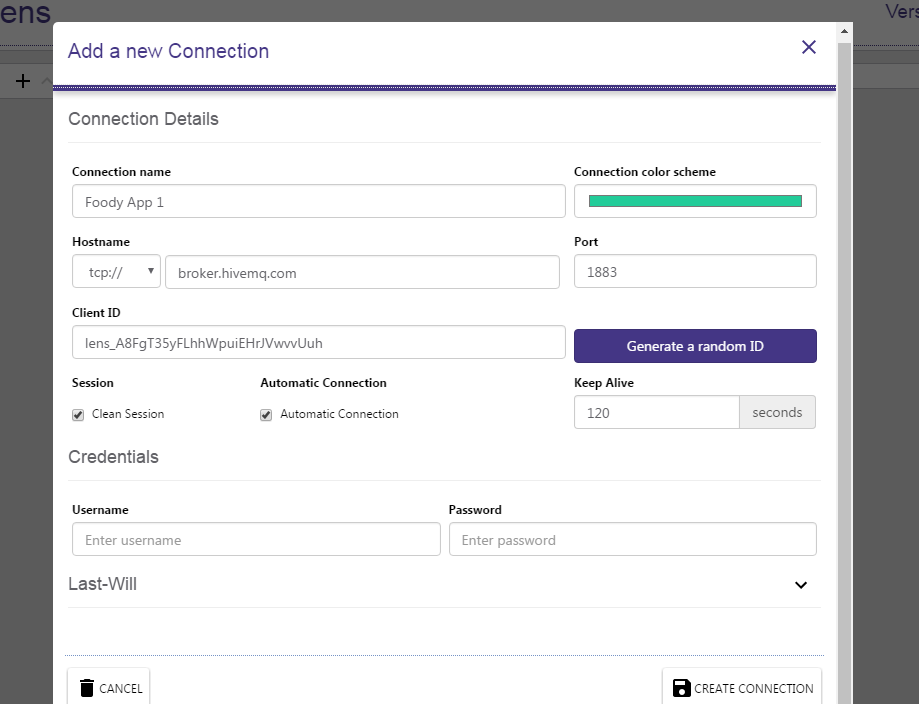 ens
Vers
Add a new Connection
Connection Details
Connection name
Connection color scheme
Foody App 1
Hostname
Port
tcp://
broker.hivemq.com
1883
Client ID
lens_A8FgT35yFLhhWpuiEHrJVwvvUuh
Generate a random ID
Session
Automatic Connection
Keep Alive
Clean Session
Automatic Connection
120
seconds
Credentials
Username
Password
Enter username
Enter password
Last-Will
CANCEL
CREATE CONNECTION